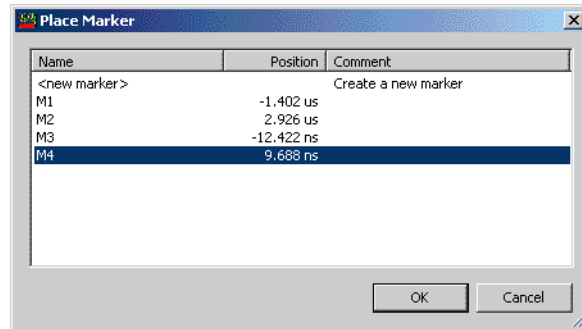 Place Marker
Name Position Comment
<new marker> Create a new marker
M1 -1.402 us
M2 2.926 us
M3 -12.422 ns
M4 9.688 ns
OK Cancel